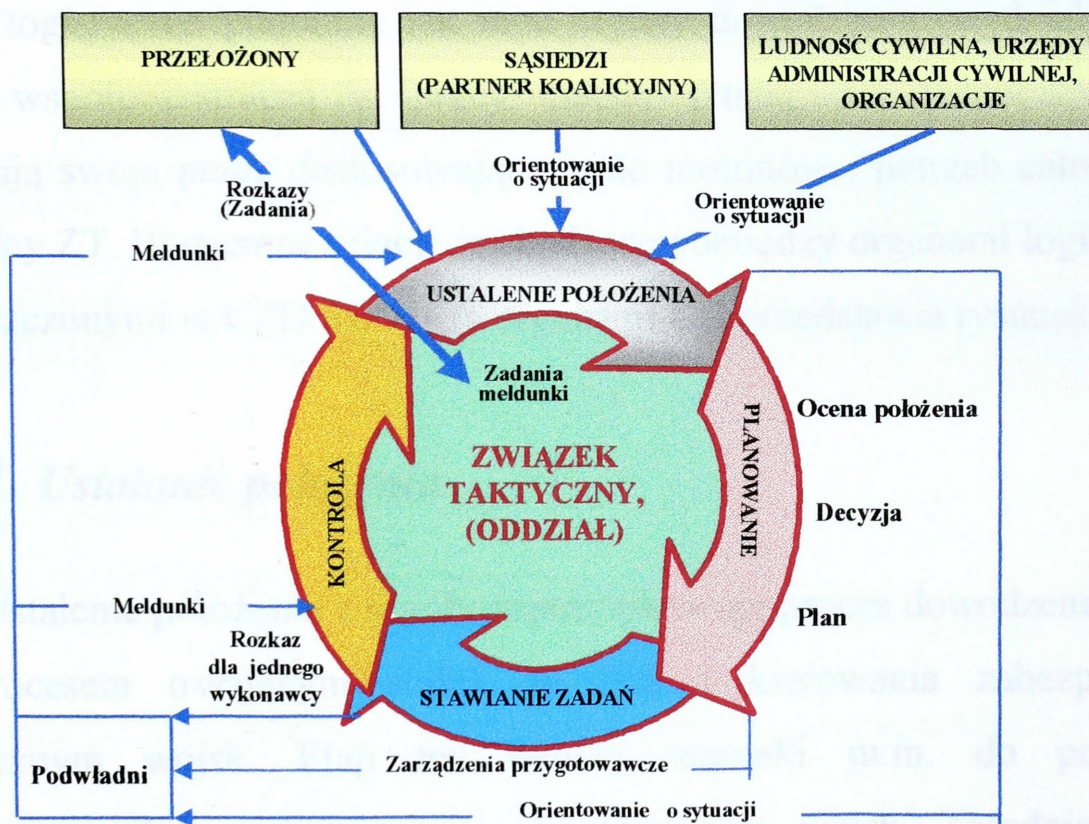 PRZEŁOŻONY
SĄSIEDZI
(PARTNER KOALICYJNY)
LUDNOŚĆ CYWILNA, URZĘDY
ADMINISTRACJI CYWILNEJ,
ORGANIZACJE
Rozkazy
(Zadania)
Orientowanie
o sytuacji
Orientowanie
o sytuacji
Meldunki
USTALENIE POŁOŻENIA
Zadania
meldunki
ZWIĄZEK
TAKTYCZNY,
(ODDZIAŁ)
KONTROLA
PLANOWANIE
Ocena położenia
Decyzja
Plan
Meldunki
Rozkaz
dla jednego
wykonawcy
STAWIANIE ZADAŃ
Podwładni
Zarządzenia przygotowawcze
Orientowanie o sytuacji